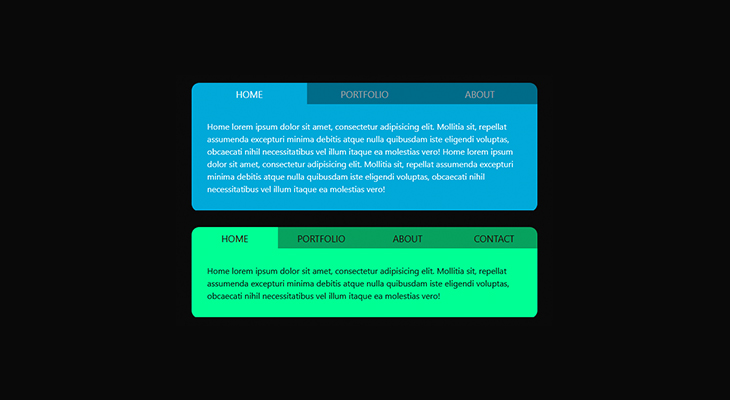 HOME PORTFOLIO ABOUT
Home lorem ipsum dolor sit amet, consectetur adipisicing elit. Mollitia sit, repellat
assumenda excepturi minima debitis atque nulla quibusdam iste eligendi voluptas,
obcaecati nihil necessitatibus vel illum itaque ea molestias vero! Home lorem ipsum
dolor sit amet, consectetur adipisicing elit. Mollitia sit, repellat assumenda excepturi
minima debitis atque nulla quibusdam iste eligendi voluptas, obcaecati nihil
necessitatibus vel illum itaque ea molestias vero!
HOME PORTFOLIO ABOUT CONTACT
Home lorem ipsum dolor sit amet, consectetur adipisicing elit. Mollitia sit, repellat
assumenda excepturi minima debitis atque nulla quibusdam iste eligendi voluptas,
obcaecati nihil necessitatibus vel illum itaque ea molestias vero!